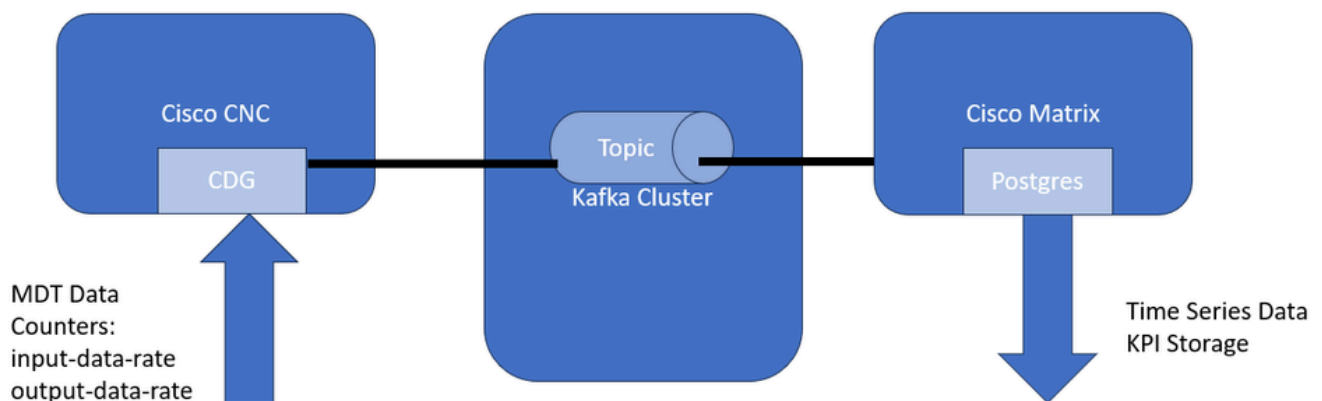 Cisco CNC
CDG
Topic
Kafka Cluster
Cisco Matrix
Postgres
MDT Data
Counters:
input-data-rate
output-data-rate
Time Series Data
KPI Storage